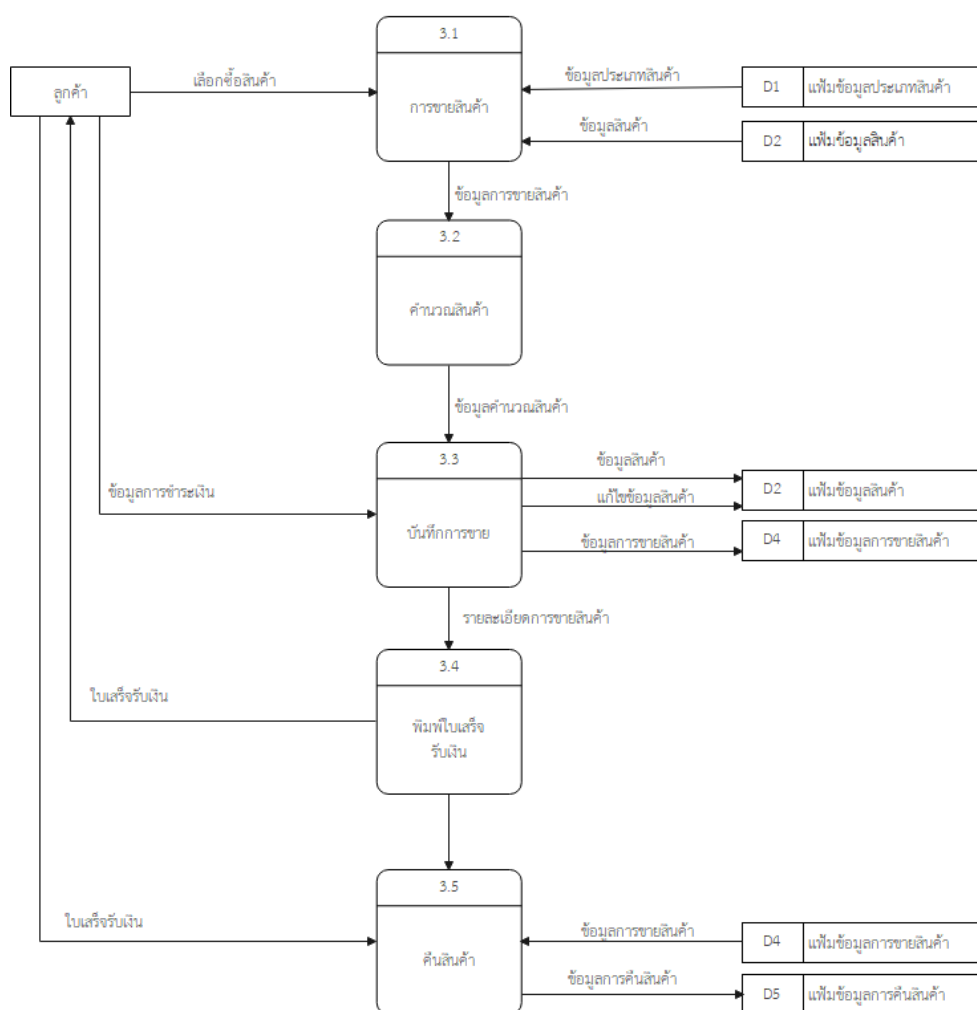 3.1
เลือกซื้อสินค้า
ข้อมูลประเภทสินค้า
ลูกค้า
การขายสินค้า
D1 แฟ้มข้อมูลประเภทสินค้า
ข้อมูลสินค้า
D2 แฟ้มข้อมูลสินค้า
ข้อมูลการขายสินค้า
3.2
คำนวณสินค้า
ข้อมูลคำนวณสินค้า
3.3
ข้อมูลสินค้า
ข้อมูลการชำระเงิน
แก้ไขข้อมูลสินค้า
D2 แฟ้มข้อมูลสินค้า
บันทึกการขาย
ข้อมูลการขายสินค้า
D4 แฟ้มข้อมูลการขายสินค้า
รายละเอียดการขายสินค้า
3.4
ใบเสร็จรับเงิน
พิมพ์ใบเสร็จ
รับเงิน
3.5
ใบเสร็จรับเงิน
คืนสินค้า
ข้อมูลการขายสินค้า
D4 แฟ้มข้อมูลการขายสินค้า
ข้อมูลการคืนสินค้า
D5 แฟ้มข้อมูลการคืนสินค้า